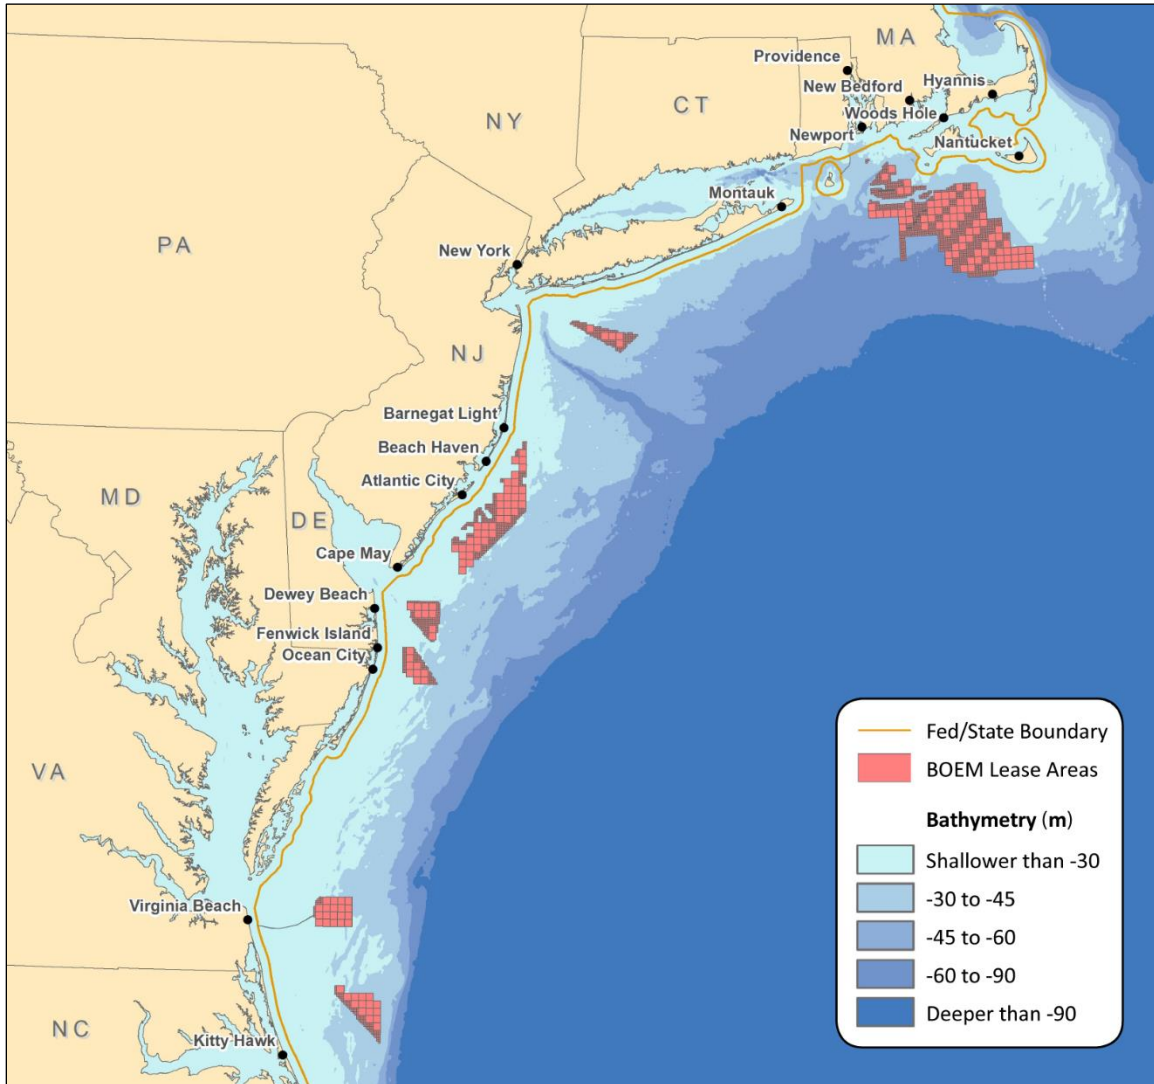 MA
Providence
Hyannis
New Bedford
CT
Woods Hole
NY
Newport
Nantucket
Montauk
PA
New York
NJ
Barnegat Light
Beach Haven
Atlantic City
MD
DE
Cape May
Dewey Beach
Fenwick Island
Ocean City
VA
Virginia Beach
NC
Kitty Hawk
Fed/State Boundary
BOEM Lease Areas
Bathymetry (m)
Shallower than -30
-30 to -45
-45 to -60
-60 to -90
Deeper than -90